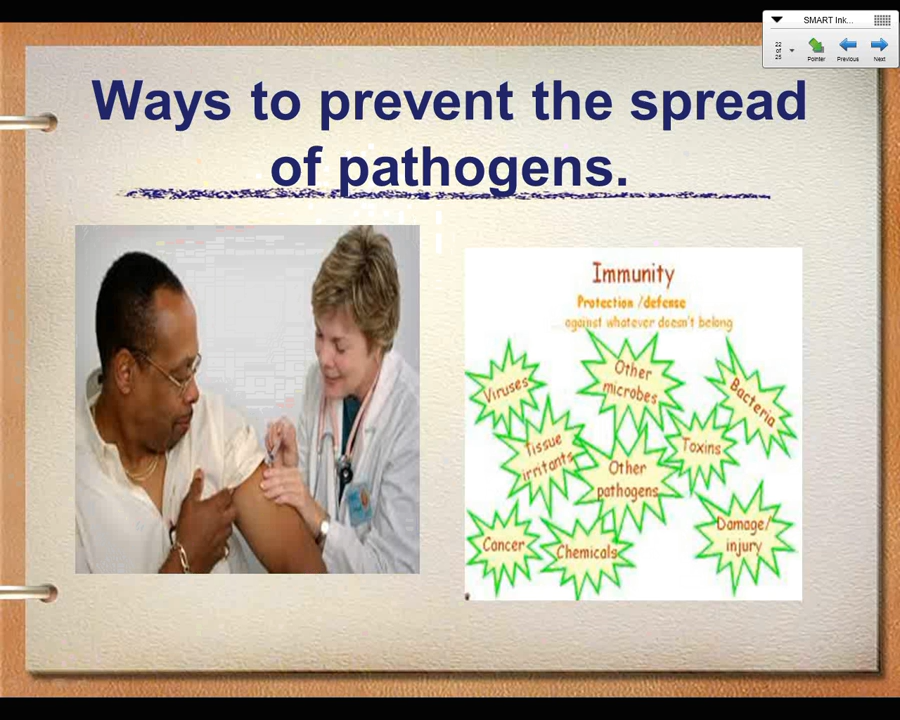 SMART Ink...
22
of
25
Pointer
Previous
Next
Ways to prevent the spread
of pathogens.
Immunity
Protection /defense
... against whatever doesn't belong
Viruses
Other
microbes
Bacteria
Tissue
irritants
Toxins
Other
pathogens
Cancer
Chemicals
Damage/
injury